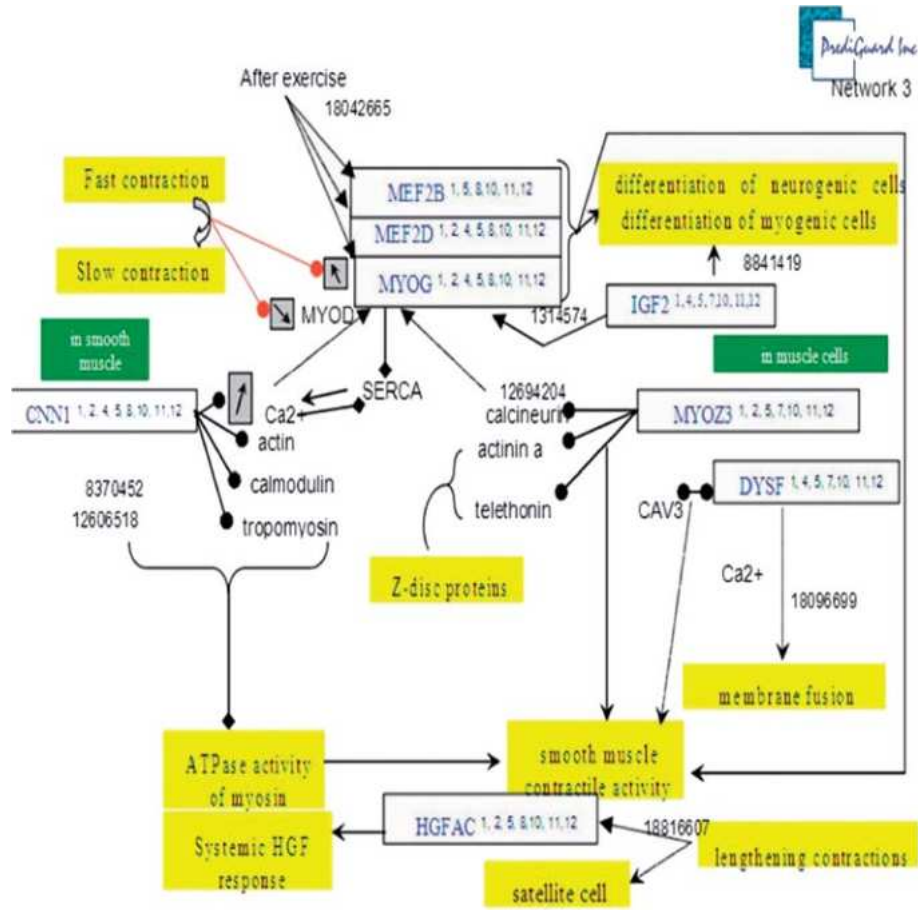 PrediGuard Inc
Network 3
After exercise
18042665
Fast contraction
Slow contraction
MEF2B 1, 5, 8,10, 11,12
MEF2D 1, 2, 4, 5, 8,10, 11,12
MYOG 1, 2, 4, 5, 8,10, 11,12
MYOD
differentiation of neurogenic cells
differentiation of myogenic cells
8841419
1314574
IGF2 1, 4, 5, 7,10, 11,12
in smooth
muscle
in muscle cells
CNN1 1, 2, 4, 5, 8, 10, 11,12
Ca2+
SERCA
actin
calmodulin
tropomyosin
8370452
12606518
12694204
calcineurin
actinin a
telethonin
MYOZ3 1, 2, 5, 7,10, 11,12
CAV3
DYSF 1, 4, 5, 7,10, 11,12
Z-disc proteins
Ca2+
18096699
membrane fusion
ATPase activity
of myosin
smooth muscle
contractile activity
Systemic HGF
response
HGFAC 1, 2, 5, 8,10, 11,12
18816607
lengthening contractions
satellite cell